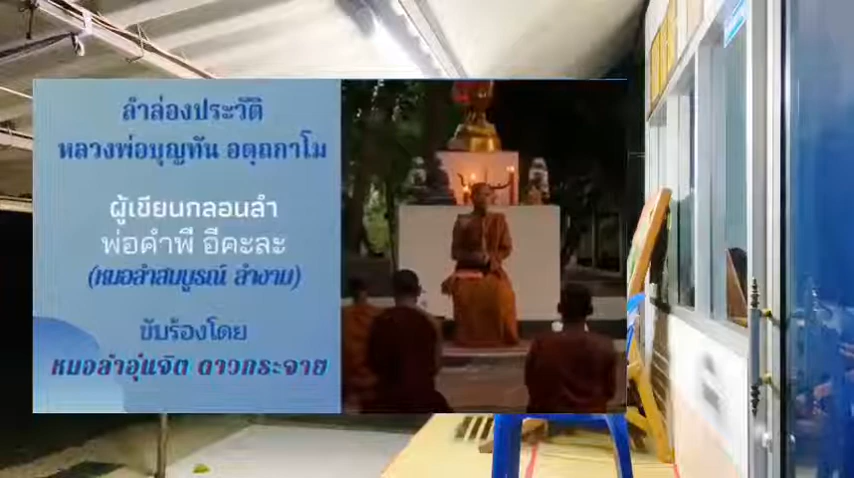 ลำล่องประวัติ
หลวงพ่อบุญทัน อตฺถกาโม
ผู้เขียนกลอนลำ
พ่อคำพี อีคะละ
(หมอลำสมบูรณ์ ลำงาม)
ขับร้องโดย
หมอลำอุ่นจิต ดาวกระจาย